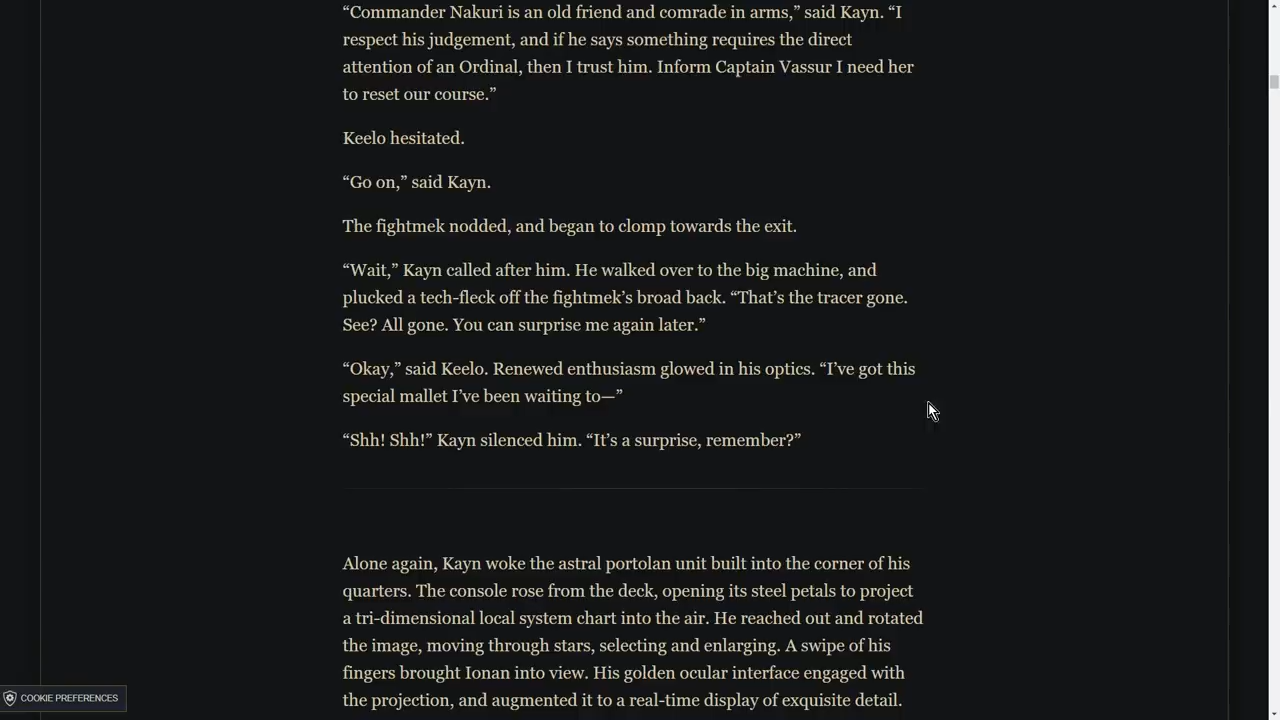 “Commander Nakuri is an old friend and comrade in arms,” said Kayn. “I
respect his judgement, and if he says something requires the direct
attention of an Ordinal, then I trust him. Inform Captain Vassur I need her
to reset our course.”
Keelo hesitated.
“Go on,” said Kayn.
The fightmek nodded, and began to clomp towards the exit.
“Wait,” Kayn called after him. He walked over to the big machine, and
plucked a tech-fleck off the fightmek’s broad back. “That’s the tracer gone.
See? All gone. You can surprise me again later.”
“Okay,” said Keelo. Renewed enthusiasm glowed in his optics. “I’ve got this
special mallet I’ve been waiting to—”
“Shh! Shh!” Kayn silenced him. “It’s a surprise, remember?”
Alone again, Kayn woke the astral portolan unit built into the corner of his
quarters. The console rose from the deck, opening its steel petals to project
a tri-dimensional local system chart into the air. He reached out and rotated
the image, moving through stars, selecting and enlarging. A swipe of his
fingers brought Ionan into view. His golden ocular interface engaged with
the projection, and augmented it to a real-time display of exquisite detail.
COOKIE PREFERENCES